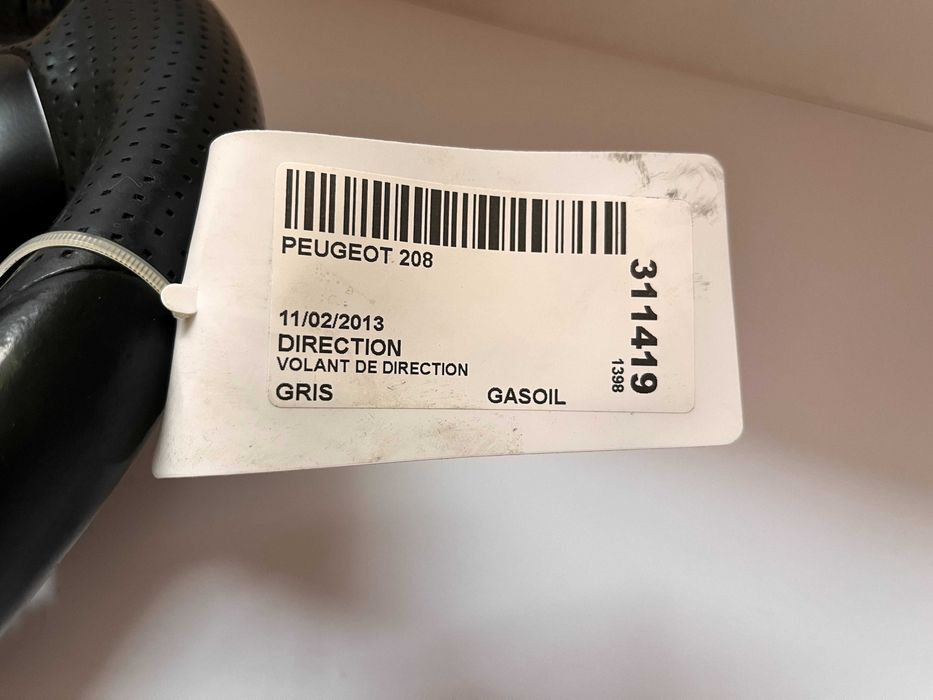 PEUGEOT 208
11/02/2013
DIRECTION
VOLANT DE DIRECTION
GRIS GASOIL
311419
1398